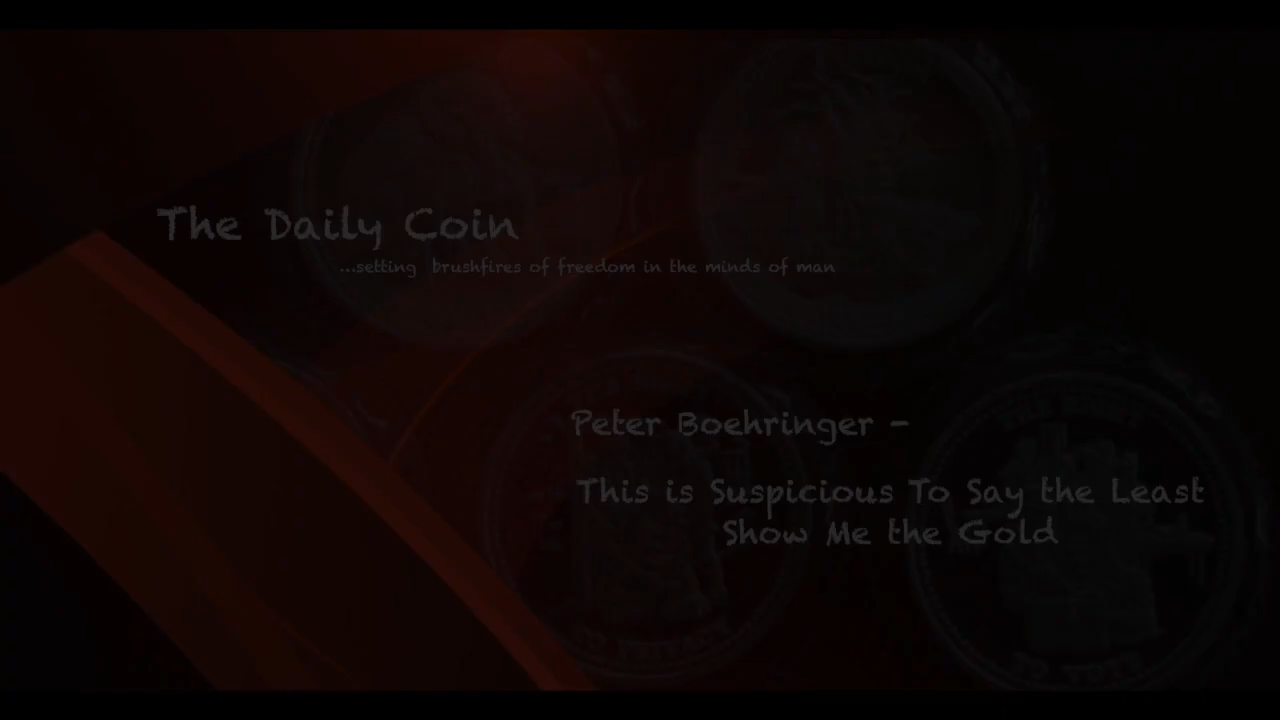 The Daily Coin
...setting brushfires of freedom in the minds of man
Peter Boehringer -
This is Suspicious To Say the Least
Show Me the Gold